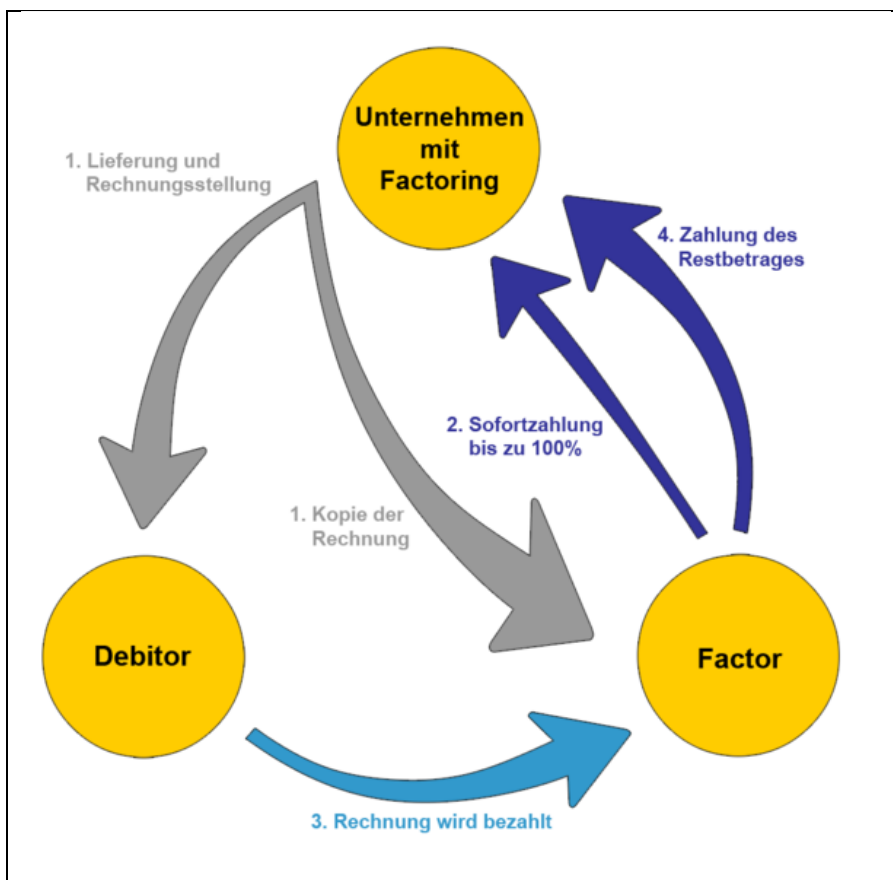 Unternehmen
mit
Factoring
1. Lieferung und
Rechnungsstellung
4. Zahlung des
Restbetrages
2. Sofortzahlung
bis zu 100%
1. Kopie der
Rechnung
Debitor
Factor
3. Rechnung wird bezahlt